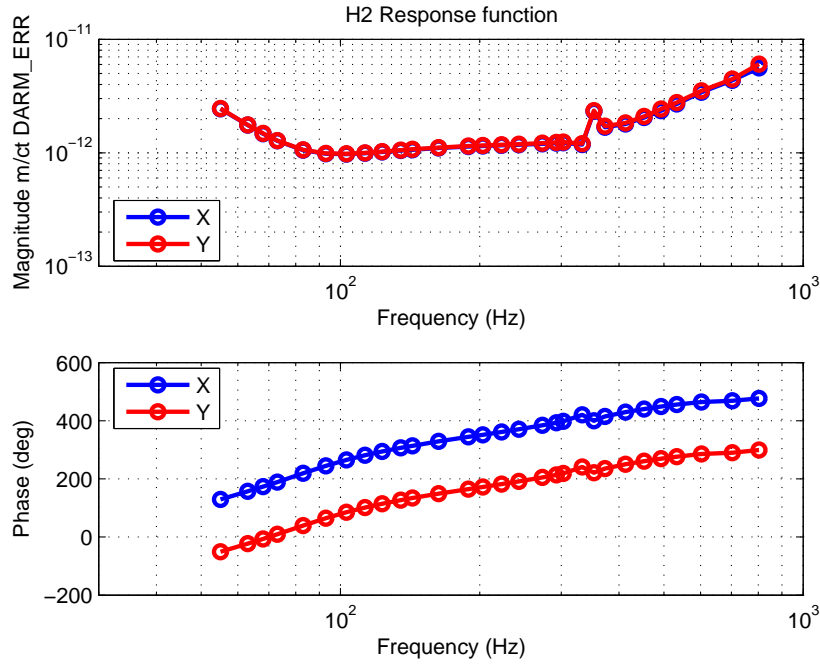 H2 Response function
Magnitude m/ct DARM_ERR
10^−11
10^−12
10^−13
X
Y
10^2
10^3
Frequency (Hz)
Phase (deg)
600
400
200
0
−200
X
Y
10^2
10^3
Frequency (Hz)